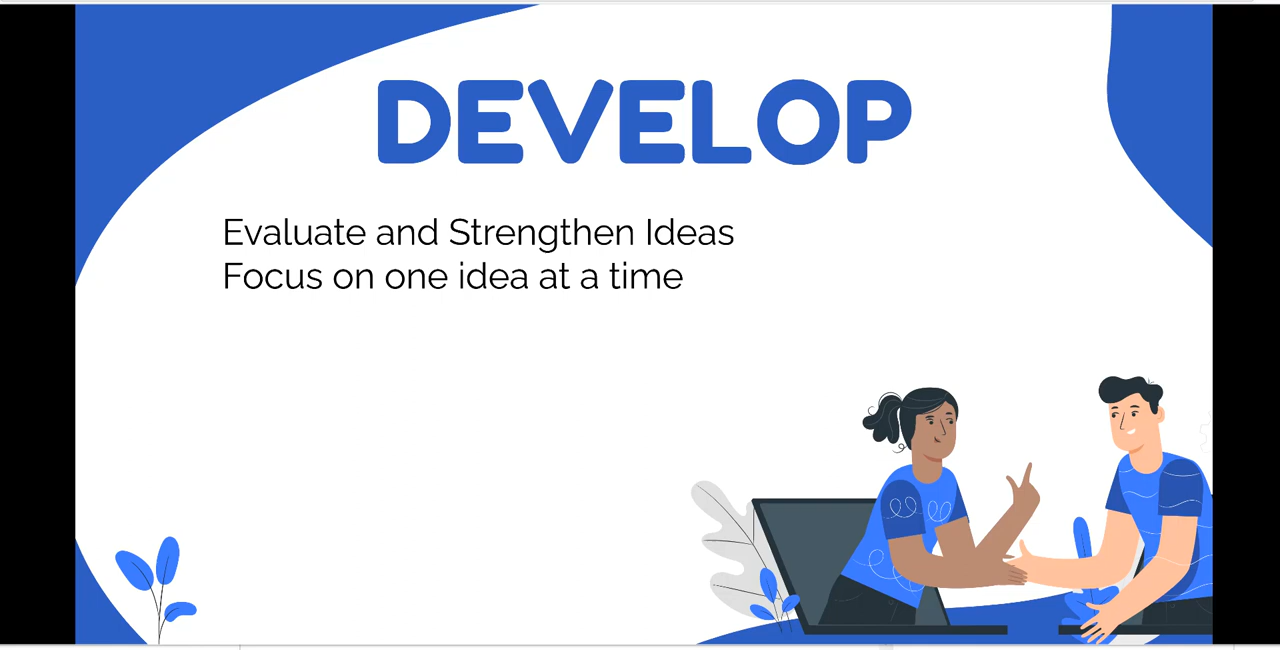 DEVELOP
Evaluate and Strengthen Ideas
Focus on one idea at a time